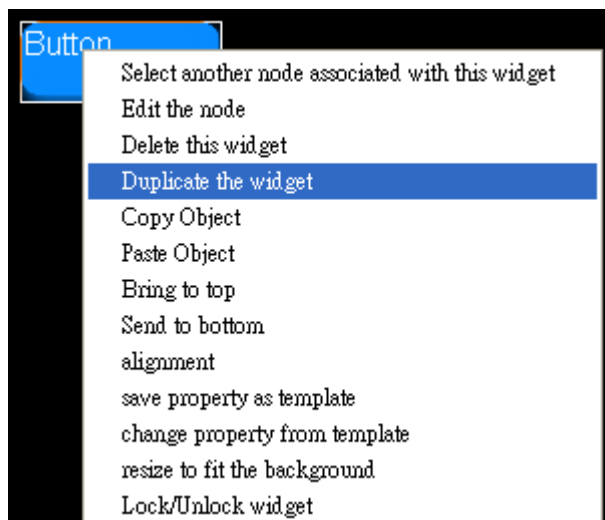 Button
Select another node associated with this widget
Edit the node
Delete this widget
Duplicate the widget
Copy Object
Paste Object
Bring to top
Send to bottom
alignment
save property as template
change property from template
resize to fit the background
Lock/Unlock widget